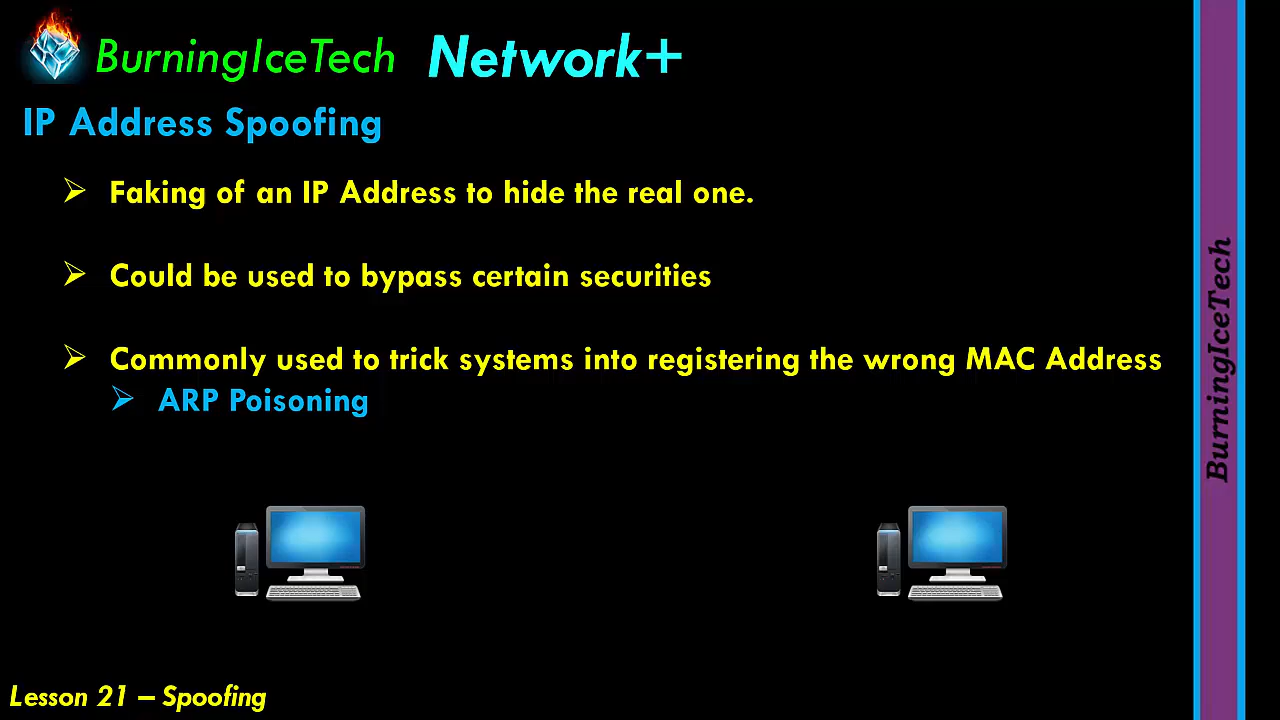 BurningIceTech Network+
IP Address Spoofing
Faking of an IP Address to hide the real one.
Could be used to bypass certain securities
Commonly used to trick systems into registering the wrong MAC Address
ARP Poisoning
BurningIceTech
Lesson 21 – Spoofing